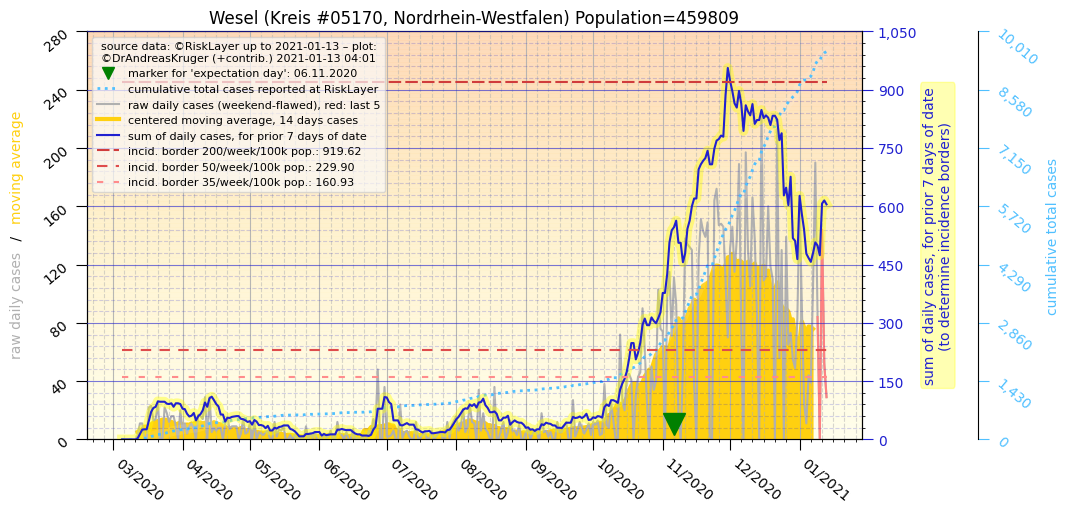 Wesel (Kreis #05170, Nordrhein-Westfalen) Population=459809
source data: ©RiskLayer up to 2021-01-13 – plot:
©DrAndreasKruger (+contrib.) 2021-01-13 04:01
marker for 'expectation day': 06.11.2020
cumulative total cases reported at RiskLayer
raw daily cases (weekend-flawed), red: last 5
centered moving average, 14 days cases
sum of daily cases, for prior 7 days of date
incid. border 200/week/100k pop.: 919.62
incid. border 50/week/100k pop.: 229.90
incid. border 35/week/100k pop.: 160.93
raw daily cases / moving average
280
240
200
160
120
80
40
0
03/2020
04/2020
05/2020
06/2020
07/2020
08/2020
09/2020
10/2020
11/2020
12/2020
01/2021
1,050
900
750
600
450
300
150
0
sum of daily cases, for prior 7 days of date
(to determine incidence borders)
10,010
8,580
7,150
5,720
4,290
2,860
1,430
0
cumulative total cases